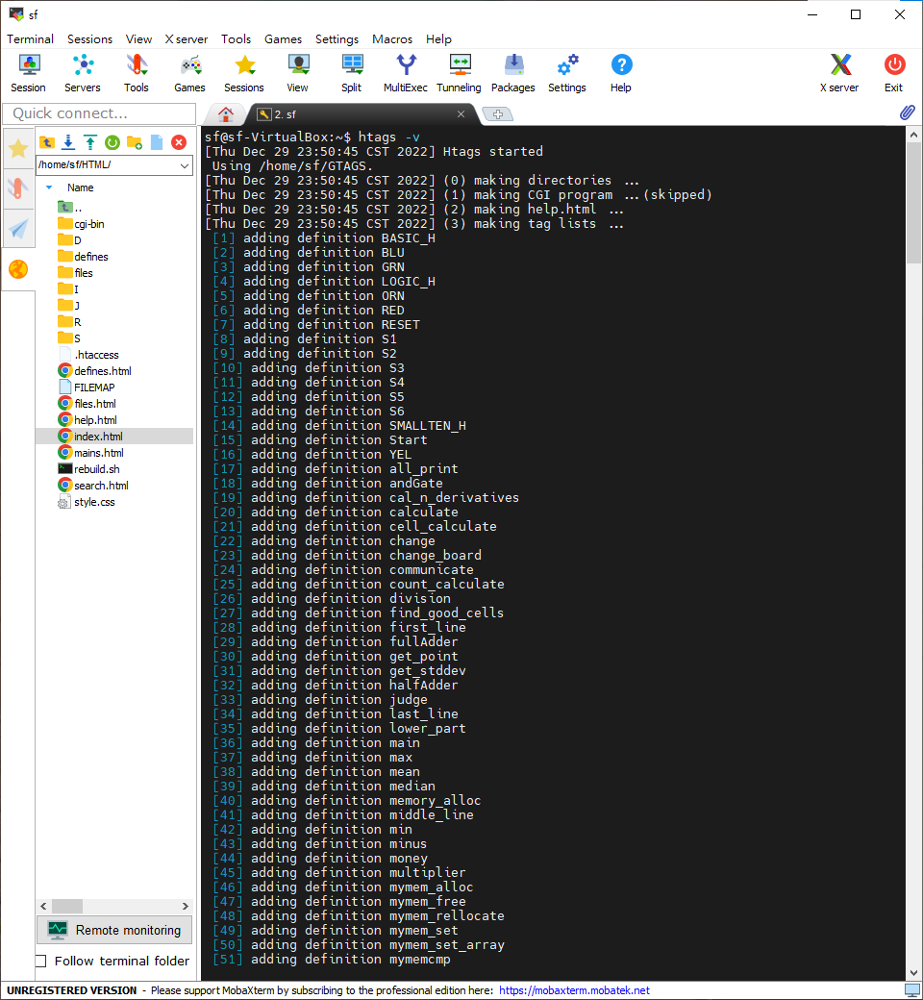 sf
Terminal Sessions View X server Tools Games Settings Macros Help
Session Servers Tools Games Sessions View Split MultiExec Tunneling Packages Settings Help X server Exit
Quick connect...
2. sf
/home/sf/HTML/
Name
..
cgi-bin
D
defines
files
I
J
R
S
.htaccess
defines.html
FILEMAP
files.html
help.html
index.html
mains.html
rebuild.sh
search.html
style.css
Remote monitoring
Follow terminal folder
sf@sf-VirtualBox:~$ htags -v
[Thu Dec 29 23:50:45 CST 2022] Htags started
Using /home/sf/GTAGS.
[Thu Dec 29 23:50:45 CST 2022] (0) making directories ...
[Thu Dec 29 23:50:45 CST 2022] (1) making CGI program ...(skipped)
[Thu Dec 29 23:50:45 CST 2022] (2) making help.html ...
[Thu Dec 29 23:50:45 CST 2022] (3) making tag lists ...
[1] adding definition BASIC_H
[2] adding definition BLU
[3] adding definition GRN
[4] adding definition LOGIC_H
[5] adding definition ORN
[6] adding definition RED
[7] adding definition RESET
[8] adding definition S1
[9] adding definition S2
[10] adding definition S3
[11] adding definition S4
[12] adding definition S5
[13] adding definition S6
[14] adding definition SMALLTEN_H
[15] adding definition Start
[16] adding definition YEL
[17] adding definition all_print
[18] adding definition andGate
[19] adding definition cal_n_derivatives
[20] adding definition calculate
[21] adding definition cell_calculate
[22] adding definition change
[23] adding definition change_board
[24] adding definition communicate
[25] adding definition count_calculate
[26] adding definition division
[27] adding definition find_good_cells
[28] adding definition first_line
[29] adding definition fullAdder
[30] adding definition get_point
[31] adding definition get_stddev
[32] adding definition halfAdder
[33] adding definition judge
[34] adding definition last_line
[35] adding definition lower_part
[36] adding definition main
[37] adding definition max
[38] adding definition mean
[39] adding definition median
[40] adding definition memory_alloc
[41] adding definition middle_line
[42] adding definition min
[43] adding definition minus
[44] adding definition money
[45] adding definition multiplier
[46] adding definition mymem_alloc
[47] adding definition mymem_free
[48] adding definition mymem_rellocate
[49] adding definition mymem_set
[50] adding definition mymem_set_array
[51] adding definition mymemcmp
UNREGISTERED VERSION - Please support MobaXterm by subscribing to the professional edition here: https://mobaxterm.mobatek.net